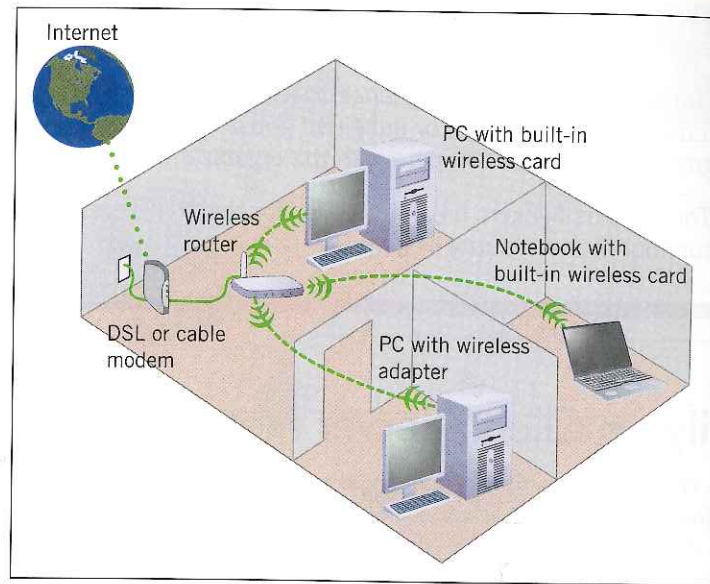 Internet
PC with built-in
wireless card
Wireless
router
Notebook with
built-in wireless card
DSL or cable
modem
PC with wireless
adapter